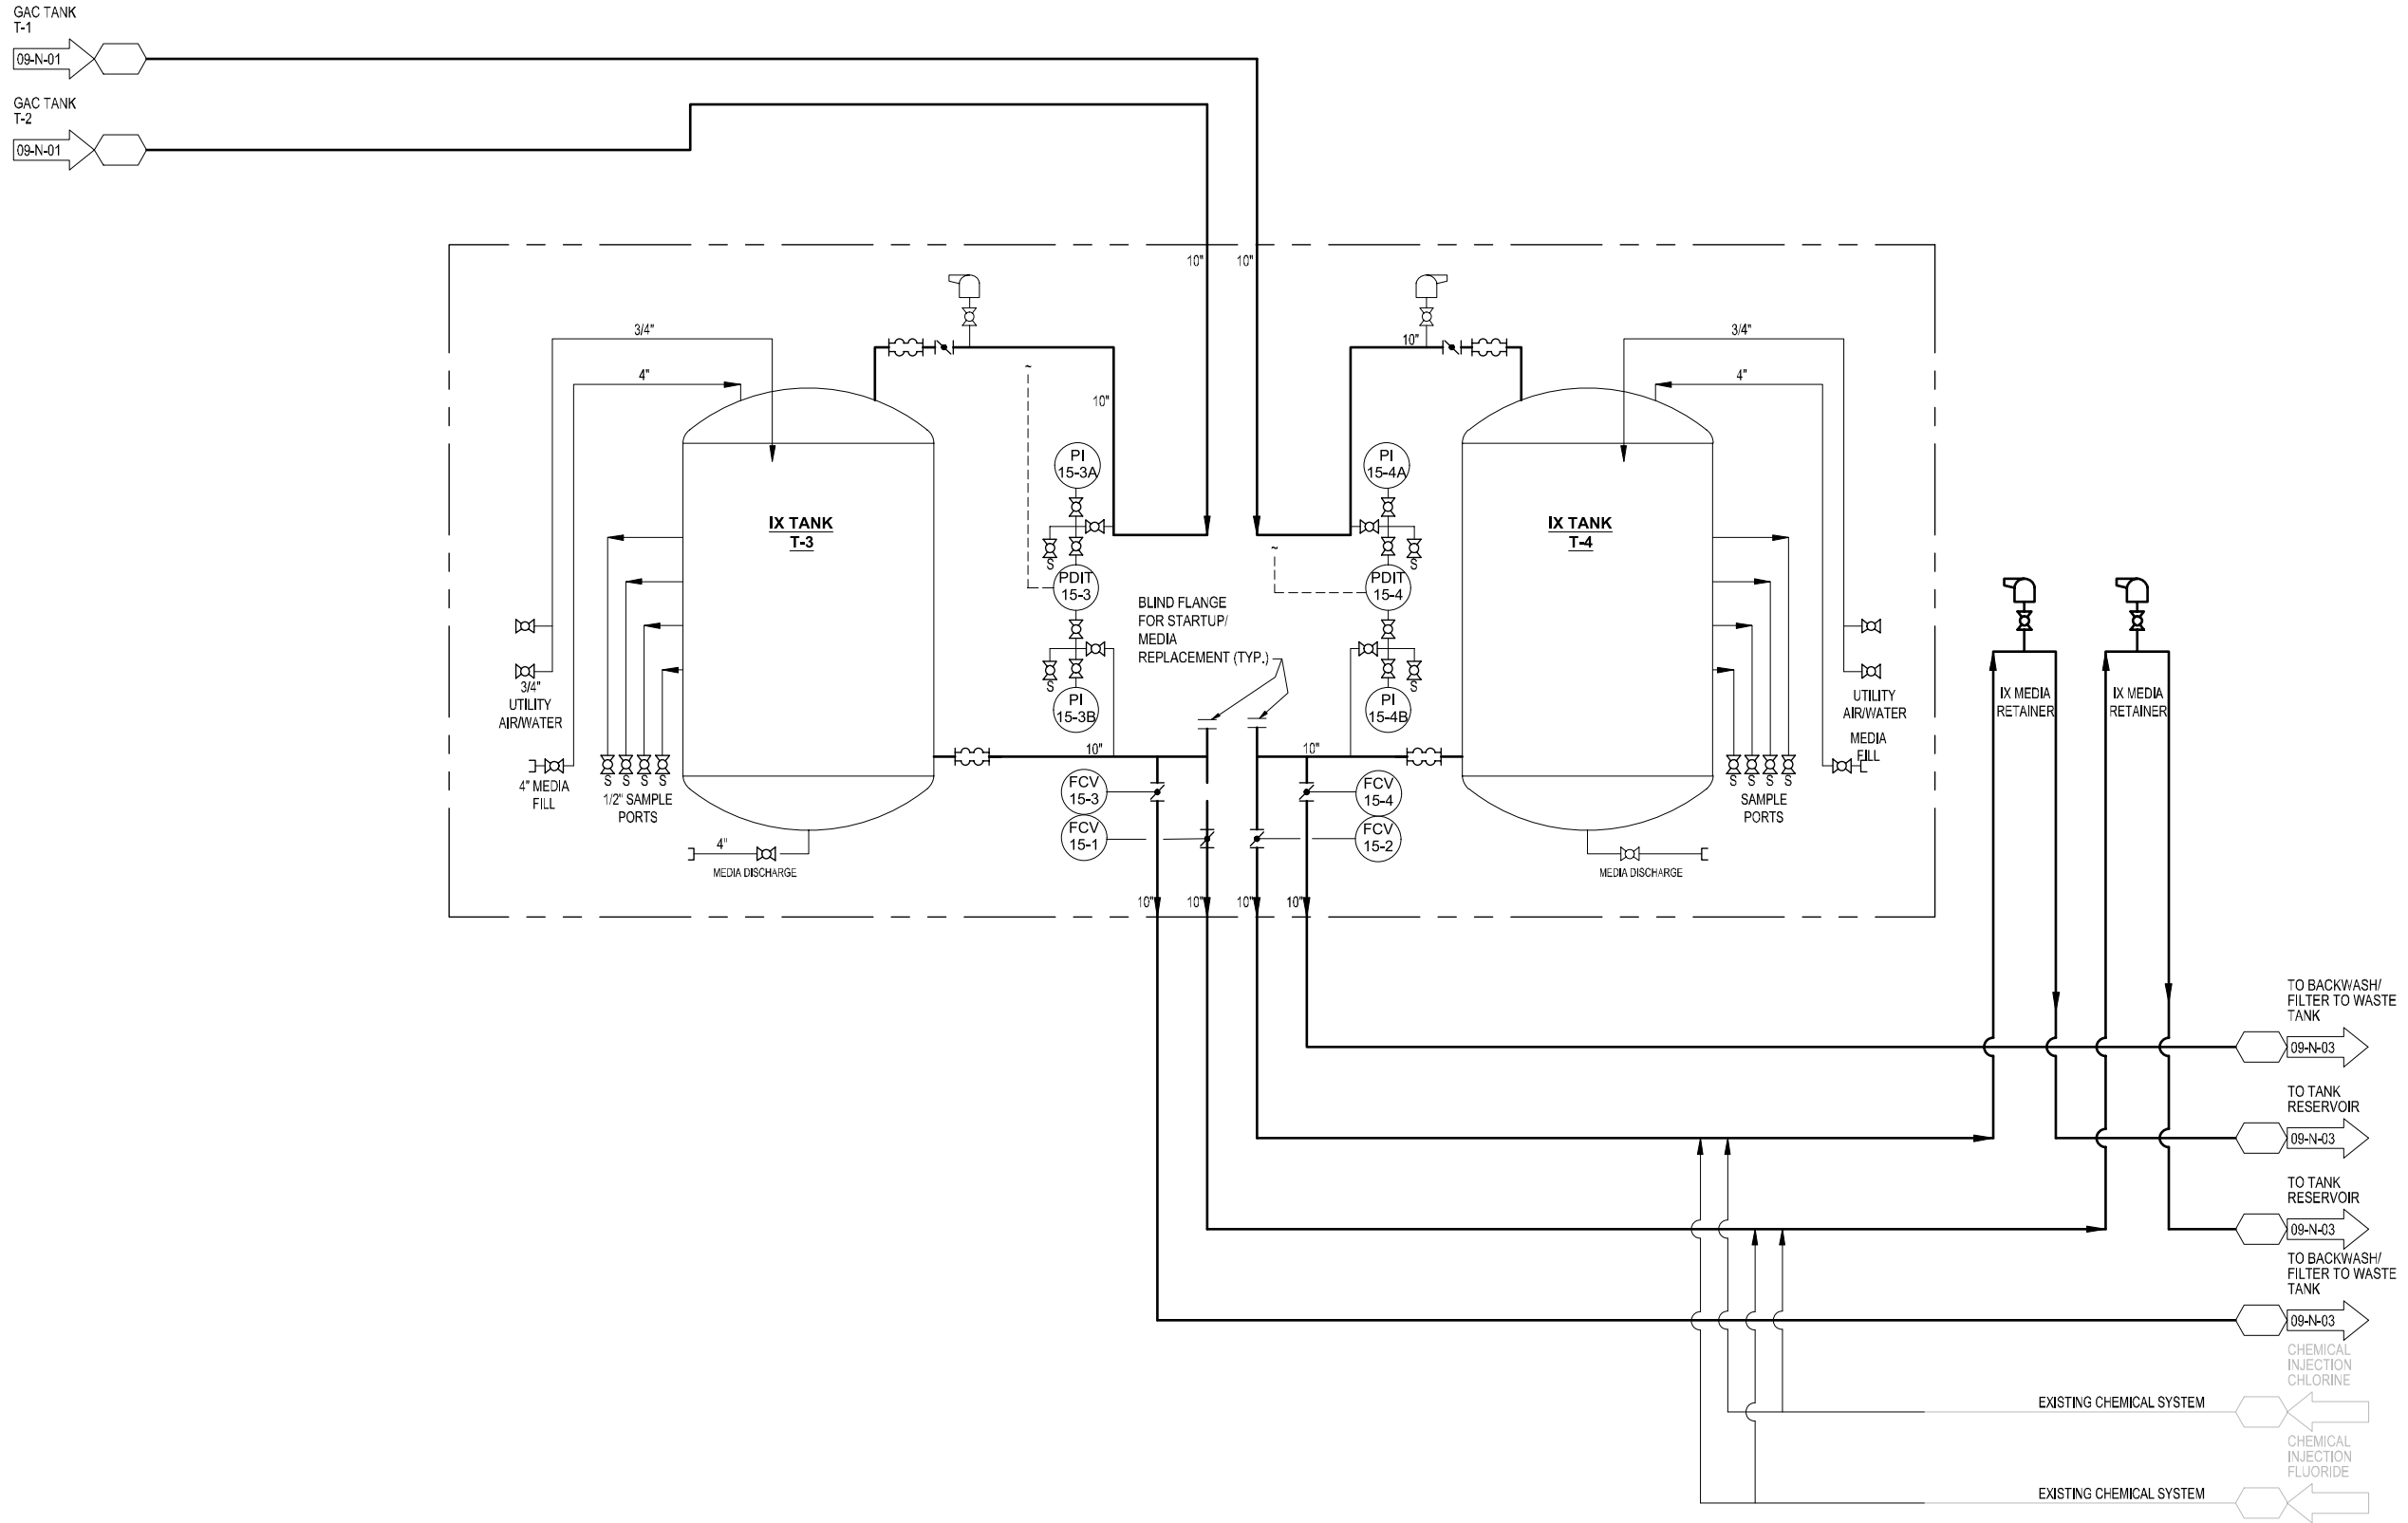 GAC TANK
T-1
09-N-01
GAC TANK
T-2
09-N-01
10"
10"
3/4"
4"
10"
10"
3/4"
4"
PI
15-3A
PI
15-4A
IX TANK
T-3
IX TANK
T-4
~
~
S
S
PDIT
15-3
PDIT
15-4
BLIND FLANGE
FOR STARTUP/
MEDIA
REPLACEMENT (TYP.)
S
S
PI
15-3B
PI
15-4B
3/4"
UTILITY
AIR/WATER
4" MEDIA
FILL
S
S
S
S
1/2" SAMPLE
PORTS
4"
MEDIA DISCHARGE
10"
10"
FCV
15-3
FCV
15-1
FCV
15-4
FCV
15-2
10"
10"
10"
10"
S
S
S
S
SAMPLE
PORTS
MEDIA DISCHARGE
UTILITY
AIR/WATER
MEDIA
FILL
IX MEDIA
RETAINER
IX MEDIA
RETAINER
TO BACKWASH/
FILTER TO WASTE
TANK
09-N-03
TO TANK
RESERVOIR
09-N-03
TO TANK
RESERVOIR
09-N-03
TO BACKWASH/
FILTER TO WASTE
TANK
09-N-03
CHEMICAL
INJECTION
CHLORINE
EXISTING CHEMICAL SYSTEM
CHEMICAL
INJECTION
FLUORIDE
EXISTING CHEMICAL SYSTEM